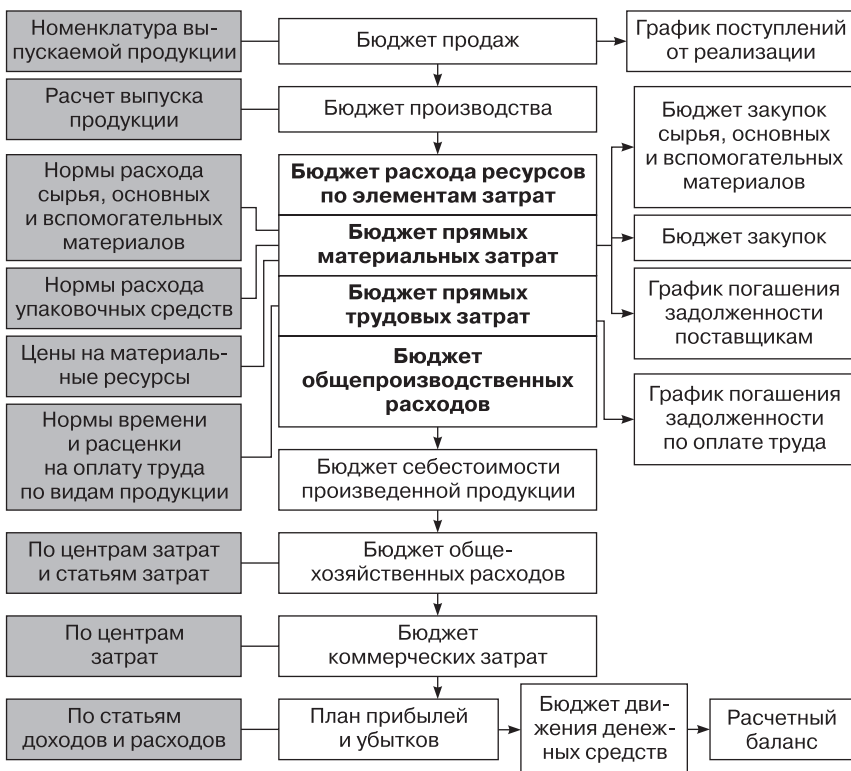 Номенклатура вы-
пускаемой продукции
Бюджет продаж
График поступлений
от реализации
Расчет выпуска
продукции
Бюджет производства
Бюджет закупок
сырья, основных
и вспомогательных
материалов
Нормы расхода
сырья, основных
и вспомогательных
материалов
Бюджет расхода ресурсов
по элементам затрат
Бюджет прямых
материальных затрат
Бюджет закупок
Нормы расхода
упаковочных средств
Бюджет прямых
трудовых затрат
График погашения
задолженности
поставщикам
Цены на материаль-
ные ресурсы
Бюджет
общепроизводственных
расходов
График погашения
задолженности
по оплате труда
Нормы времени
и расценки
на оплату труда
по видам продукции
Бюджет себестоимости
произведенной продукции
По центрам затрат
и статьям затрат
Бюджет обще-
хозяйственных расходов
По центрам
затрат
Бюджет
коммерческих затрат
По статьям
доходов и расходов
План прибылей
и убытков
Бюджет дви-
жения денеж-
ных средств
Расчетный
баланс